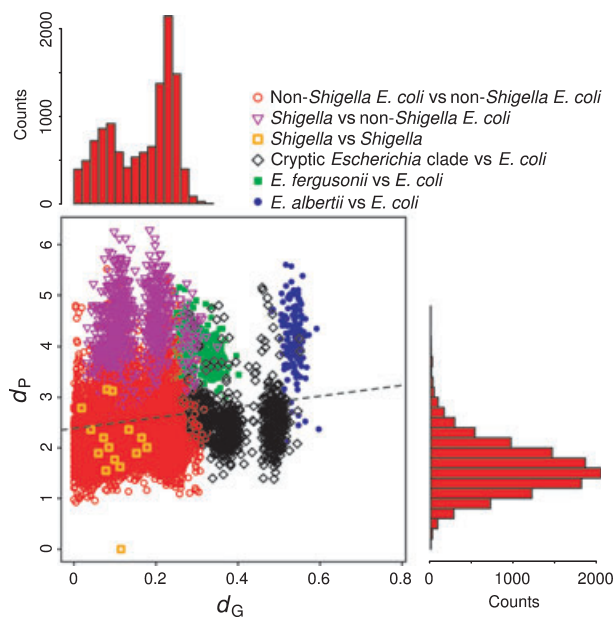 2000
1000
0
Counts
Non-Shigella E. coli vs non-Shigella E. coli
Shigella vs non-Shigella E. coli
Shigella vs Shigella
Cryptic Escherichia clade vs E. coli
E. fergusonii vs E. coli
E. albertii vs E. coli
6
5
4
3
2
1
0
dP
0 0.2 0.4 0.6 0.8
dG
0 1000 2000
Counts